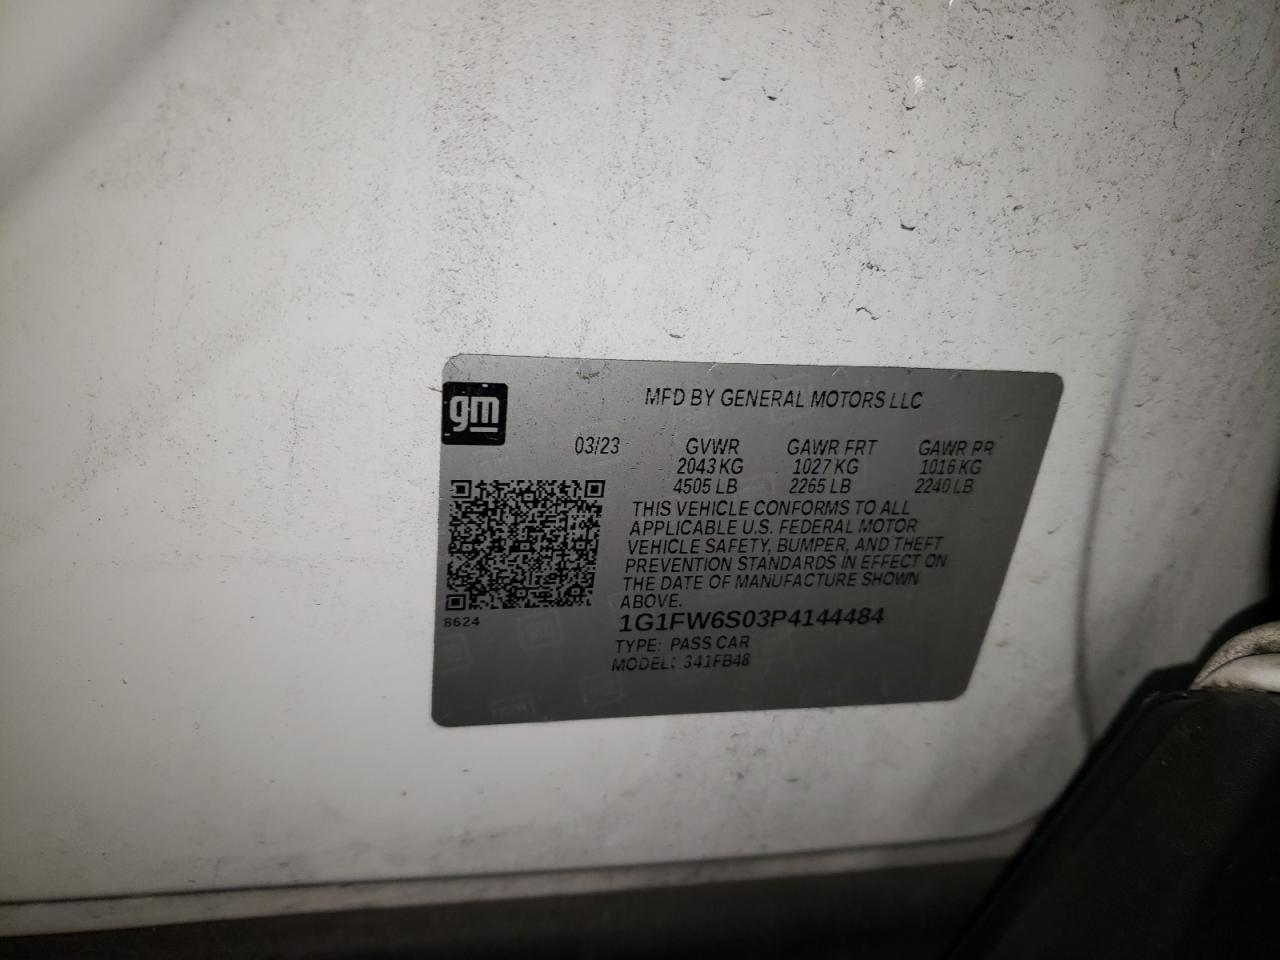 gm
MFD BY GENERAL MOTORS LLC
03/23 GVWR GAWR FRT GAWR RR
2043 KG 1027 KG 1016 KG
4505 LB 2265 LB 2240 LB
THIS VEHICLE CONFORMS TO ALL
APPLICABLE U.S. FEDERAL MOTOR
VEHICLE SAFETY, BUMPER, AND THEFT
PREVENTION STANDARDS IN EFFECT ON
THE DATE OF MANUFACTURE SHOWN
ABOVE.
8624
1G1FW6S03P4144484
TYPE: PASS CAR
MODEL: 341FB48